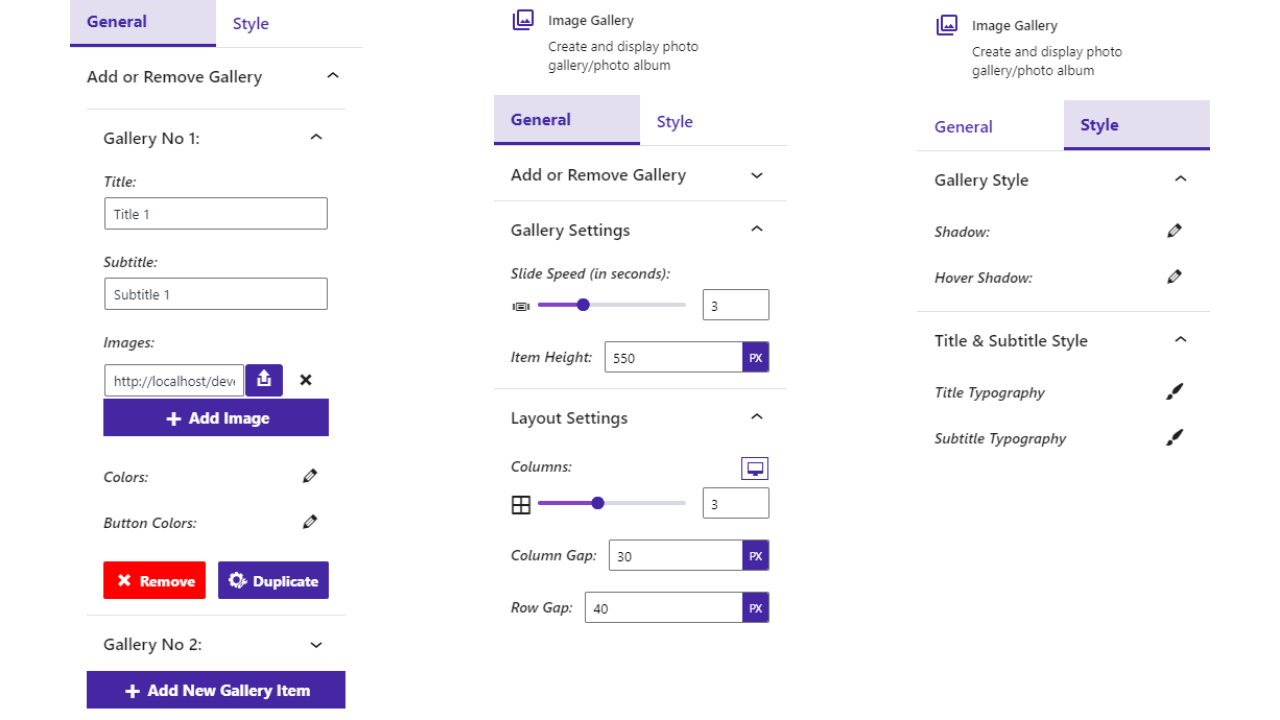 General
Style
Add or Remove Gallery
Gallery No 1:
Title:
Title 1
Subtitle:
Subtitle 1
Images:
http://localhost/deve
Add Image
Colors:
Button Colors:
Remove
Duplicate
Gallery No 2:
Add New Gallery Item
Image Gallery
Create and display photo
gallery/photo album
General
Style
Add or Remove Gallery
Gallery Settings
Slide Speed (in seconds):
3
Item Height:
550
PX
Layout Settings
Columns:
3
Column Gap:
30
PX
Row Gap:
40
PX
Image Gallery
Create and display photo
gallery/photo album
General
Style
Gallery Style
Shadow:
Hover Shadow:
Title & Subtitle Style
Title Typography
Subtitle Typography